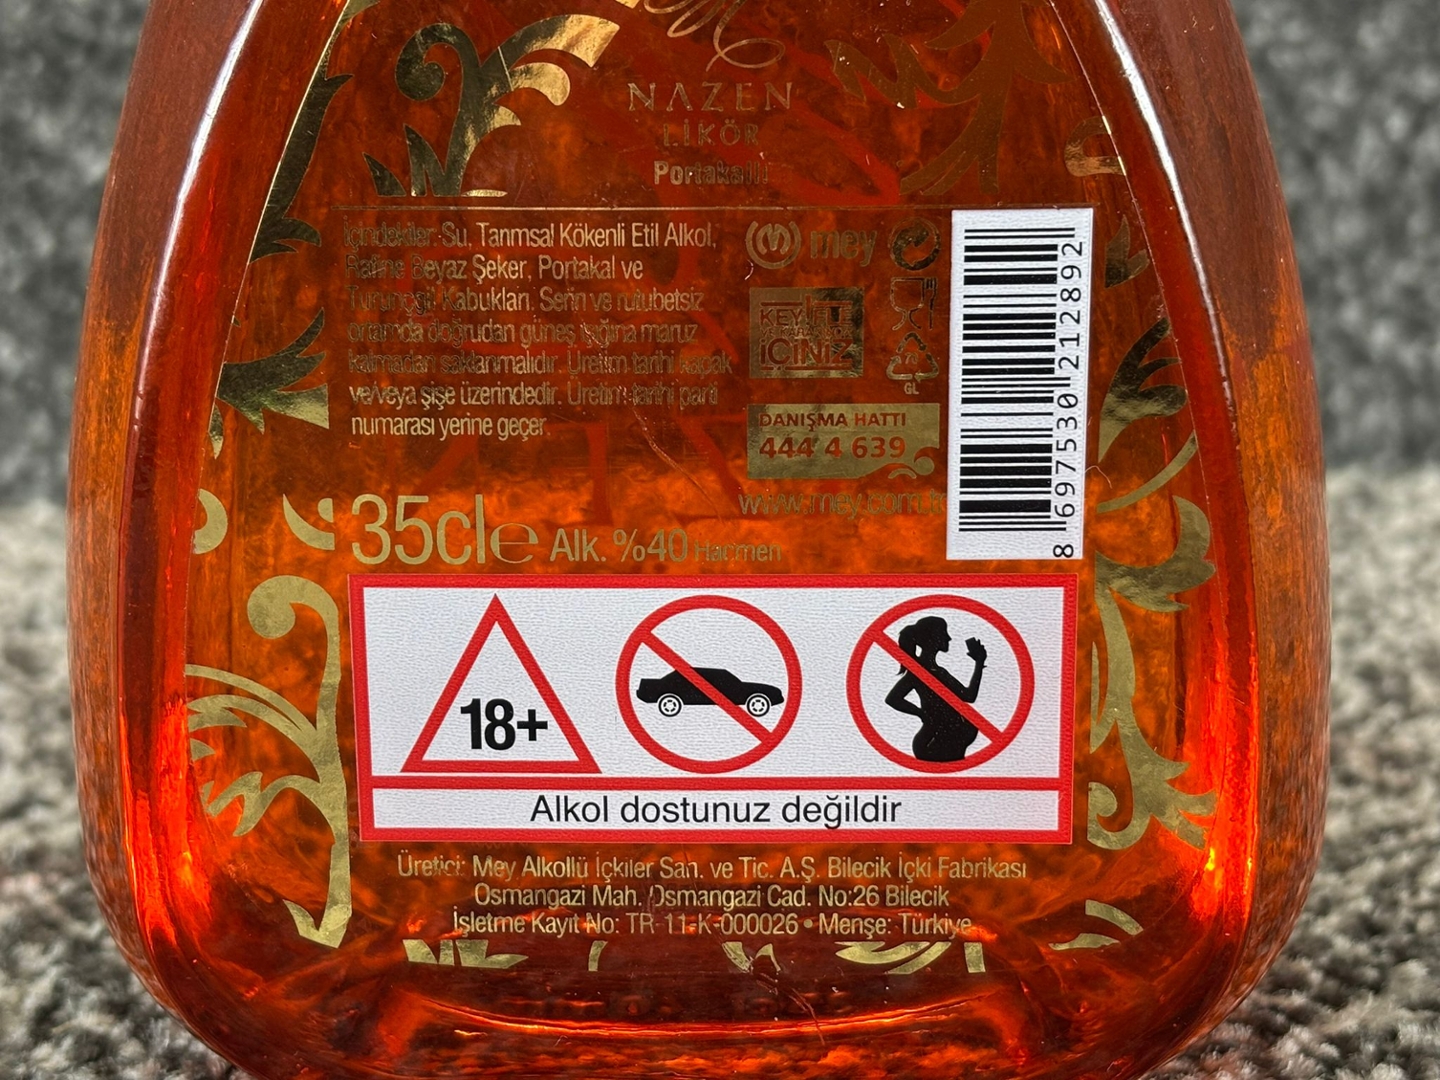 NAZEN
LİKÖR
Portakallı
İçindekiler: Su, Tarımsal Kökenli Etil Alkol,
Rafine Beyaz Şeker, Portakal ve
Turunçgil Kabukları. Serin ve rutubetsiz
ortamda doğrudan güneş ışığına maruz
kalmadan saklanmalıdır. Üretim tarihi kapak
ve/veya şişe üzerindedir. Üretim tarihi parti
numarası yerine geçer.
mey
KEYİFLE
İÇİNİZ
GL
DANIŞMA HATTI
444 4 639
www.mey.com.tr
8 697530 212892
35cle Alk. %40 Hacmen
18+
Alkol dostunuz değildir
Üretici: Mey Alkollü İçkiler San. ve Tic. A.Ş. Bilecik İçki Fabrikası
Osmangazi Mah. Osmangazi Cad. No:26 Bilecik
İşletme Kayıt No: TR-11-K-000026 • Menşe: Türkiye